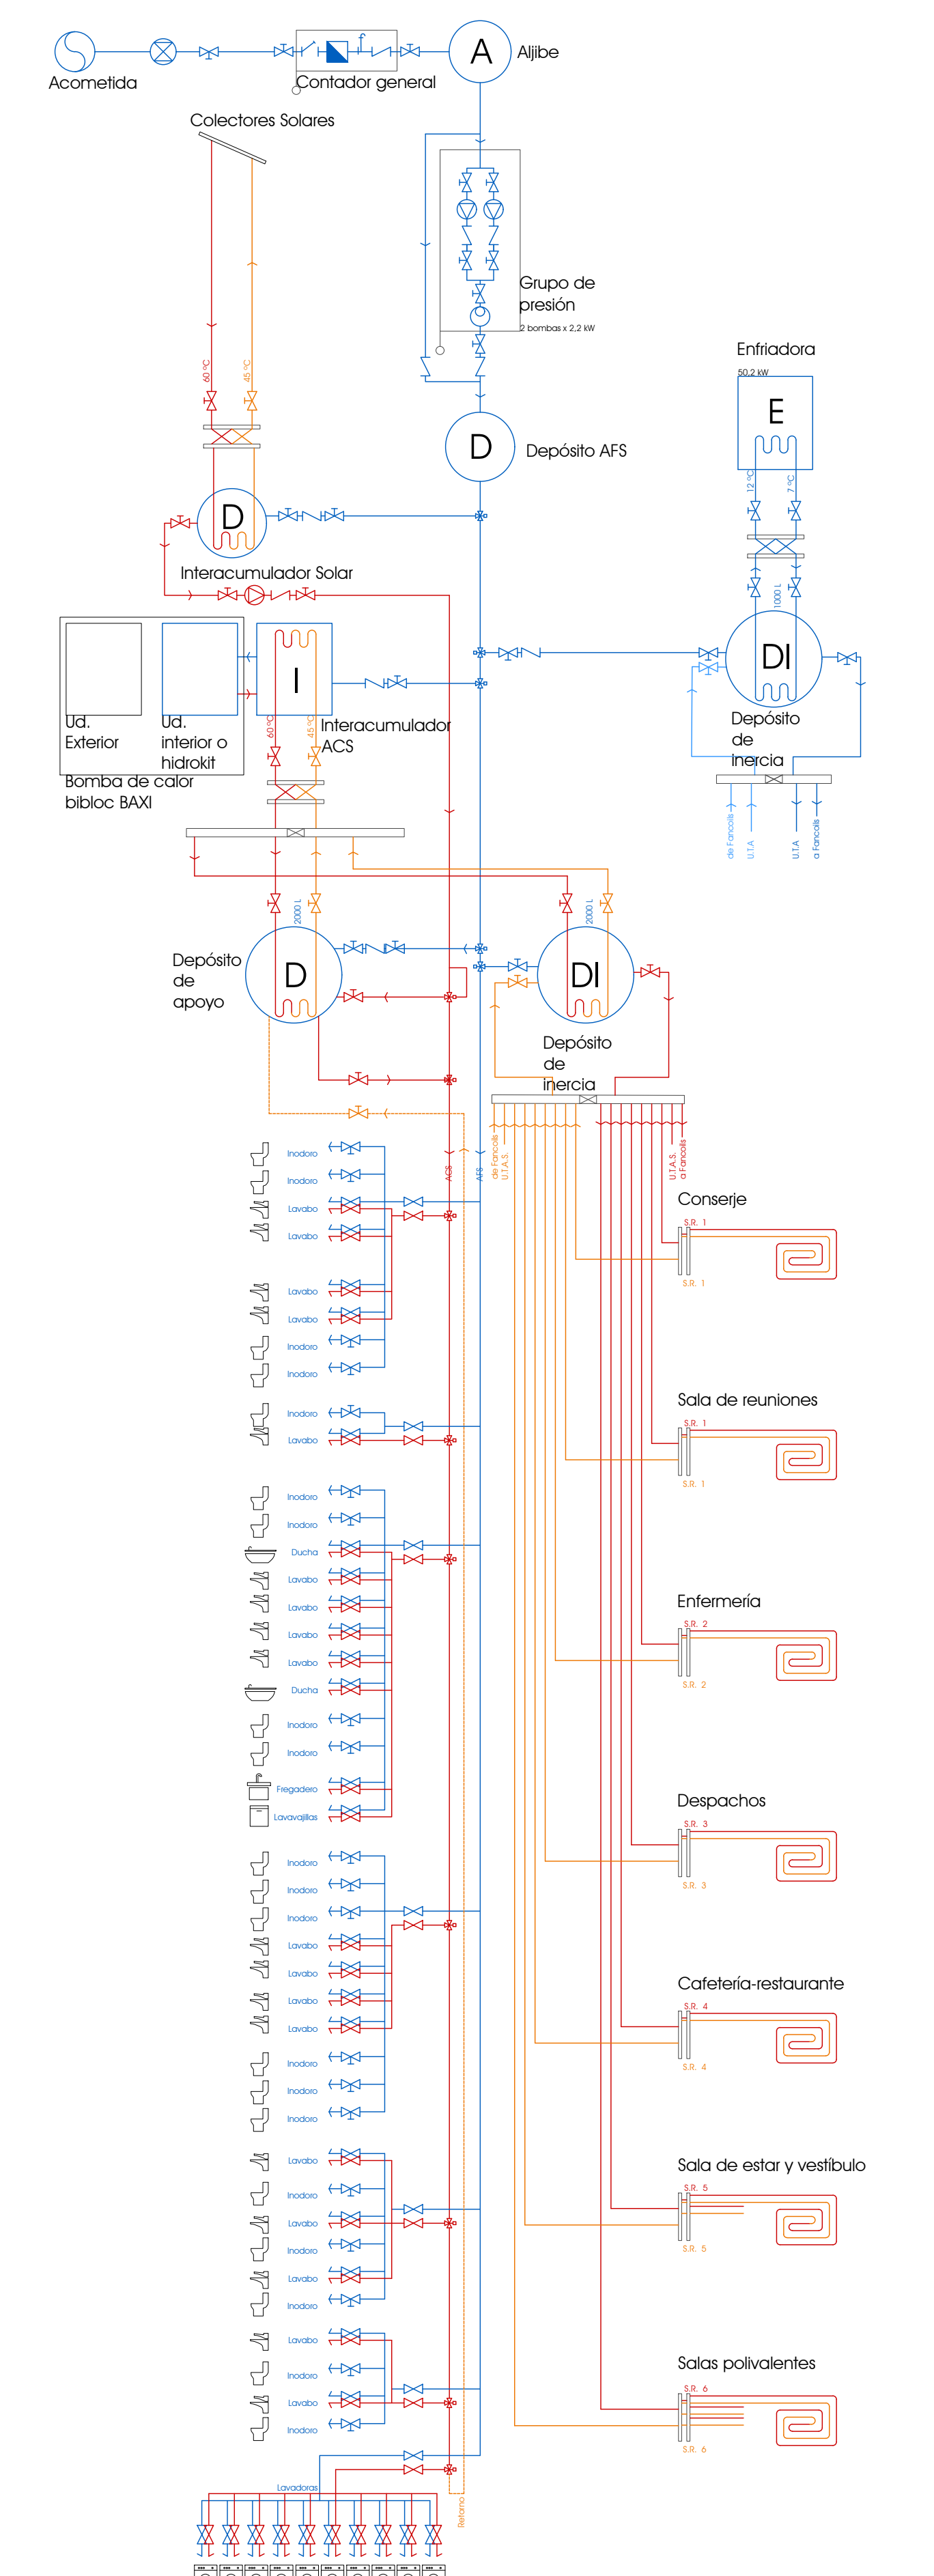 A
Aljibe
Acometida
Contador general
Colectores Solares
Grupo de
presión
2 bombas x 2,2 kW
60 ºC
45 ºC
Enfriadora
50,2 kW
E
12 ºC
7 ºC
D
Depósito AFS
D
Interacumulador Solar
1000 L
DI
Depósito
de
inercia
de Fancoils
U.T.A
U.T.A
a Fancoils
I
Ud.
Exterior
Ud.
interior o
hidrokit
Bomba de calor
bibloc BAXI
Interacumulador
ACS
60 ºC
45 ºC
2000 L
D
Depósito
de
apoyo
2000 L
DI
Depósito
de
inercia
de Fancoils
U.T.A.S.
U.T.A.S.
a Fancoils
ACS
AFS
Inodoro
Inodoro
Lavabo
Lavabo
Lavabo
Lavabo
Inodoro
Inodoro
Inodoro
Lavabo
Inodoro
Inodoro
Ducha
Lavabo
Lavabo
Lavabo
Lavabo
Ducha
Inodoro
Inodoro
Fregadero
Lavavajillas
Inodoro
Inodoro
Inodoro
Lavabo
Lavabo
Lavabo
Lavabo
Inodoro
Inodoro
Inodoro
Lavabo
Inodoro
Lavabo
Inodoro
Lavabo
Inodoro
Lavabo
Inodoro
Lavabo
Inodoro
Lavadoras
Retorno
Conserje
S.R. 1
S.R. 1
Sala de reuniones
S.R. 1
S.R. 1
Enfermería
S.R. 2
S.R. 2
Despachos
S.R. 3
S.R. 3
Cafetería-restaurante
S.R. 4
S.R. 4
Sala de estar y vestíbulo
S.R. 5
S.R. 5
Salas polivalentes
S.R. 6
S.R. 6